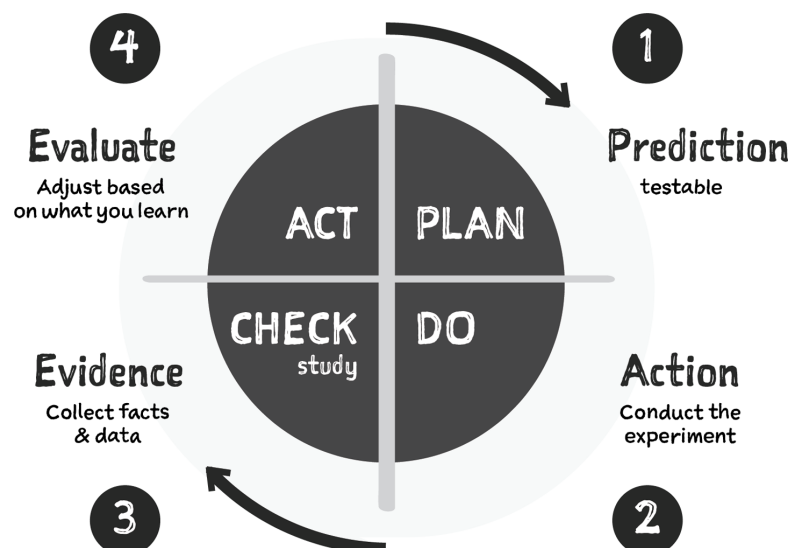 4
1
Evaluate
Adjust based
on what you learn
Prediction
testable
ACT
PLAN
CHECK
study
DO
Evidence
Collect facts
& data
Action
Conduct the
experiment
3
2